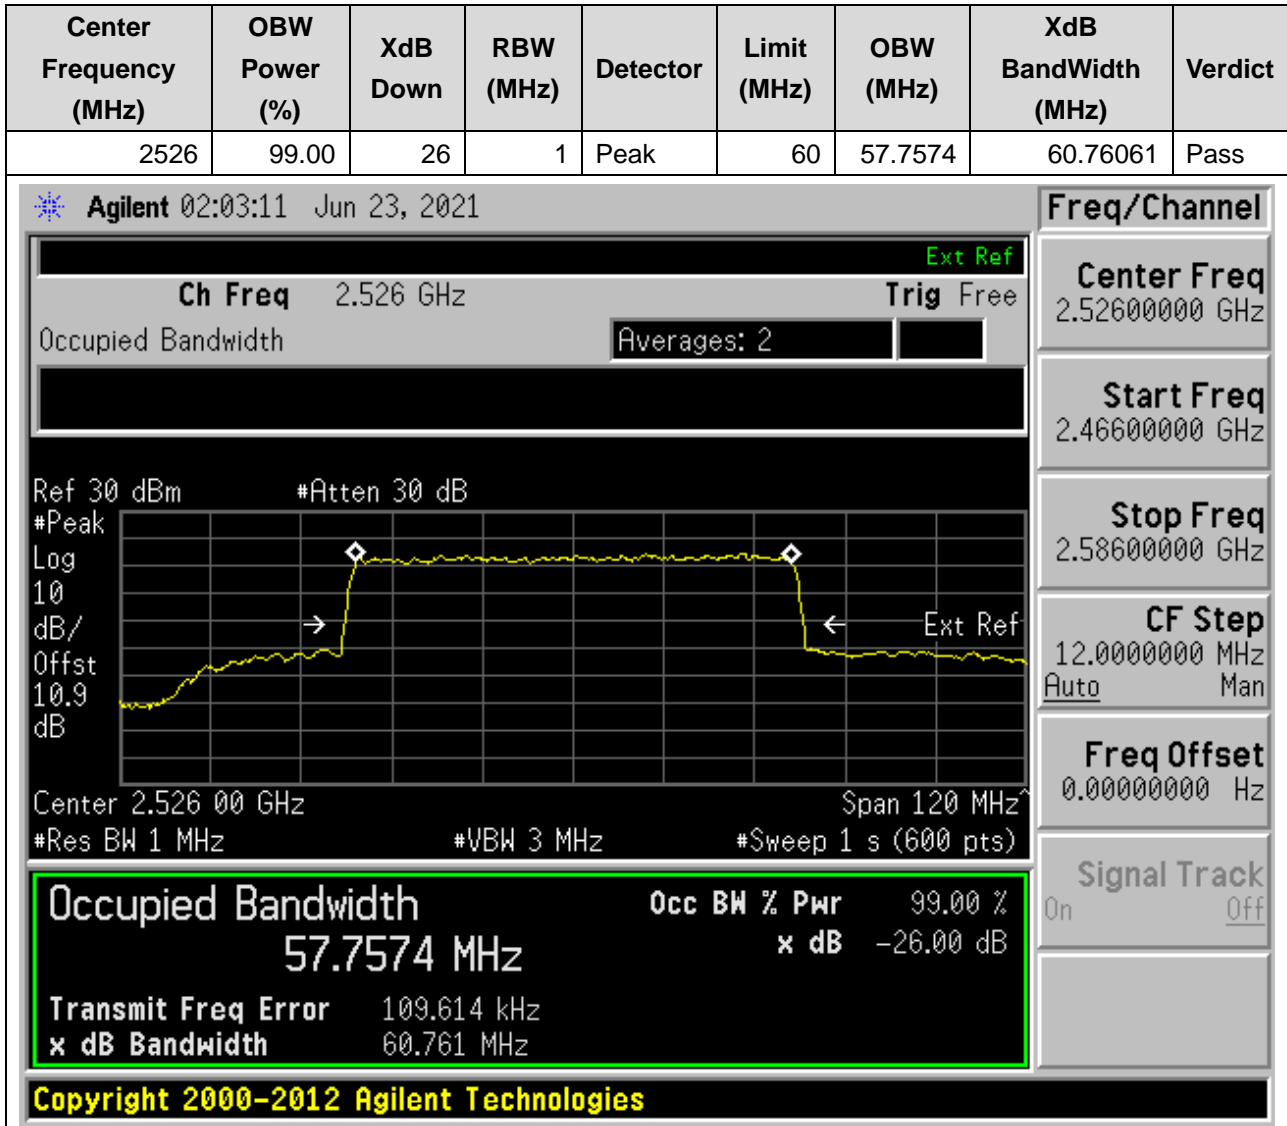 Center Frequency (MHz) OBW Power (%) XdB Down RBW (MHz) Detector Limit (MHz) OBW (MHz) XdB BandWidth (MHz) Verdict
2526 99.00 26 1 Peak 60 57.7574 60.76061 Pass
Agilent 02:03:11 Jun 23, 2021
Ext Ref
Ch Freq 2.526 GHz Trig Free
Occupied Bandwidth Averages: 2
Ref 30 dBm #Atten 30 dB
#Peak
Log
10
dB/
Offst
10.9
dB
Ext Ref
Center 2.526 00 GHz Span 120 MHz^
#Res BW 1 MHz #VBW 3 MHz #Sweep 1 s (600 pts)
Occupied Bandwidth
57.7574 MHz
Occ BW % Pwr 99.00 %
x dB -26.00 dB
Transmit Freq Error 109.614 kHz
x dB Bandwidth 60.761 MHz
Freq/Channel
Center Freq
2.52600000 GHz
Start Freq
2.46600000 GHz
Stop Freq
2.58600000 GHz
CF Step
12.0000000 MHz
Auto Man
Freq Offset
0.00000000 Hz
Signal Track
On Off
Copyright 2000-2012 Agilent Technologies